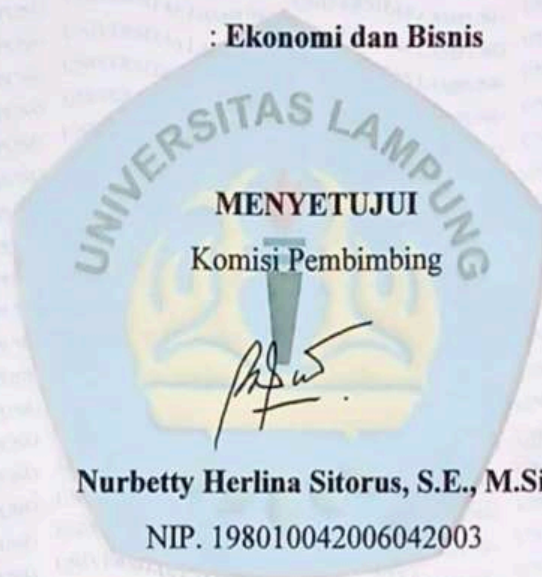 : Ekonomi dan Bisnis
UNIVERSITAS LAMPUNG
MENYETUJUI
Komisi Pembimbing
Nurbetty Herlina Sitorus, S.E., M.Si
NIP. 198010042006042003